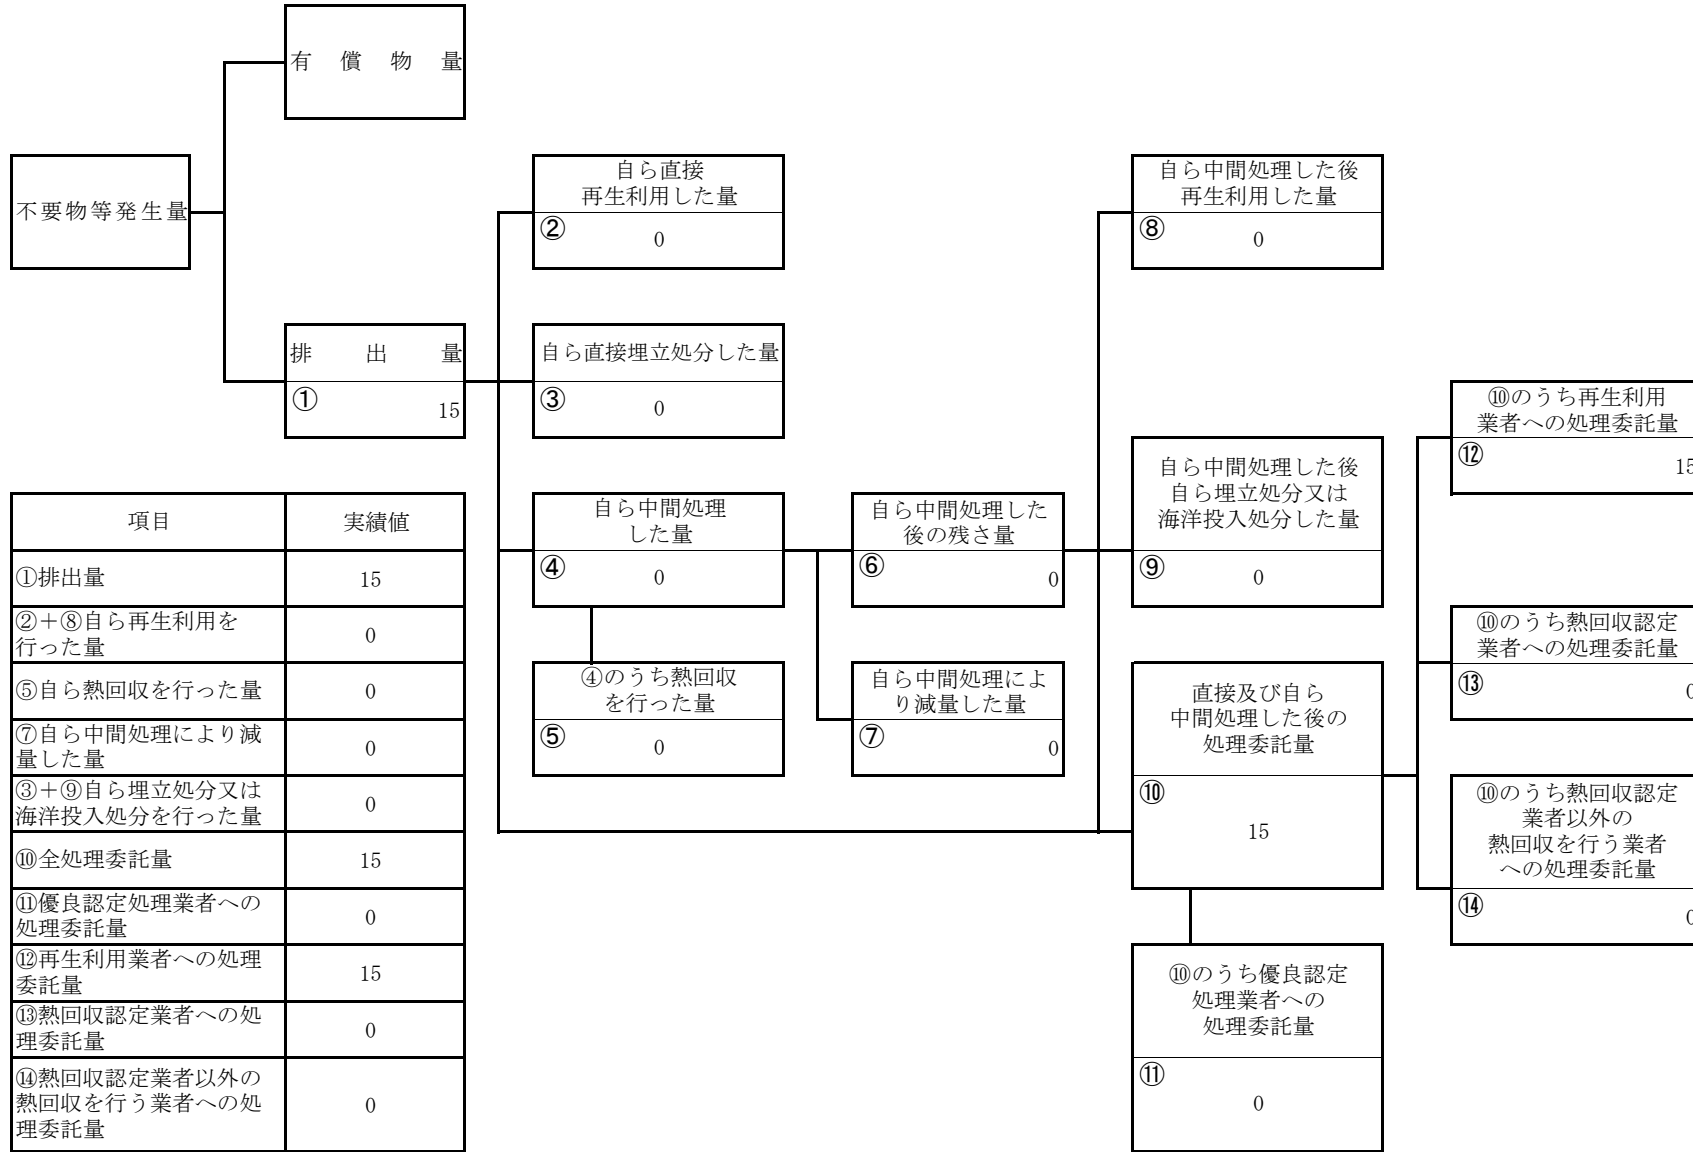 有償物量
不要物等発生量
排出量
①
15
自ら直接
再生利用した量
②
0
自ら直接埋立処分した量
③
0
自ら中間処理
した量
④
0
④のうち熱回収
を行った量
⑤
0
自ら中間処理した
後の残さ量
⑥
0
自ら中間処理によ
り減量した量
⑦
0
自ら中間処理した後
再生利用した量
⑧
0
自ら中間処理した後
自ら埋立処分又は
海洋投入処分した量
⑨
0
直接及び自ら
中間処理した後の
処理委託量
⑩
15
⑩のうち優良認定
処理業者への
処理委託量
⑪
0
⑩のうち再生利用
業者への処理委託量
⑫
15
⑩のうち熱回収認定
業者への処理委託量
⑬
0
⑩のうち熱回収認定
業者以外の
熱回収を行う業者
への処理委託量
⑭
0
項目 実績値
①排出量 15
②+⑧自ら再生利用を
行った量 0
⑤自ら熱回収を行った量 0
⑦自ら中間処理により減
量した量 0
③+⑨自ら埋立処分又は
海洋投入処分を行った量 0
⑩全処理委託量 15
⑪優良認定処理業者への
処理委託量 0
⑫再生利用業者への処理
委託量 15
⑬熱回収認定業者への処
理委託量 0
⑭熱回収認定業者以外の
熱回収を行う業者への処
理委託量 0